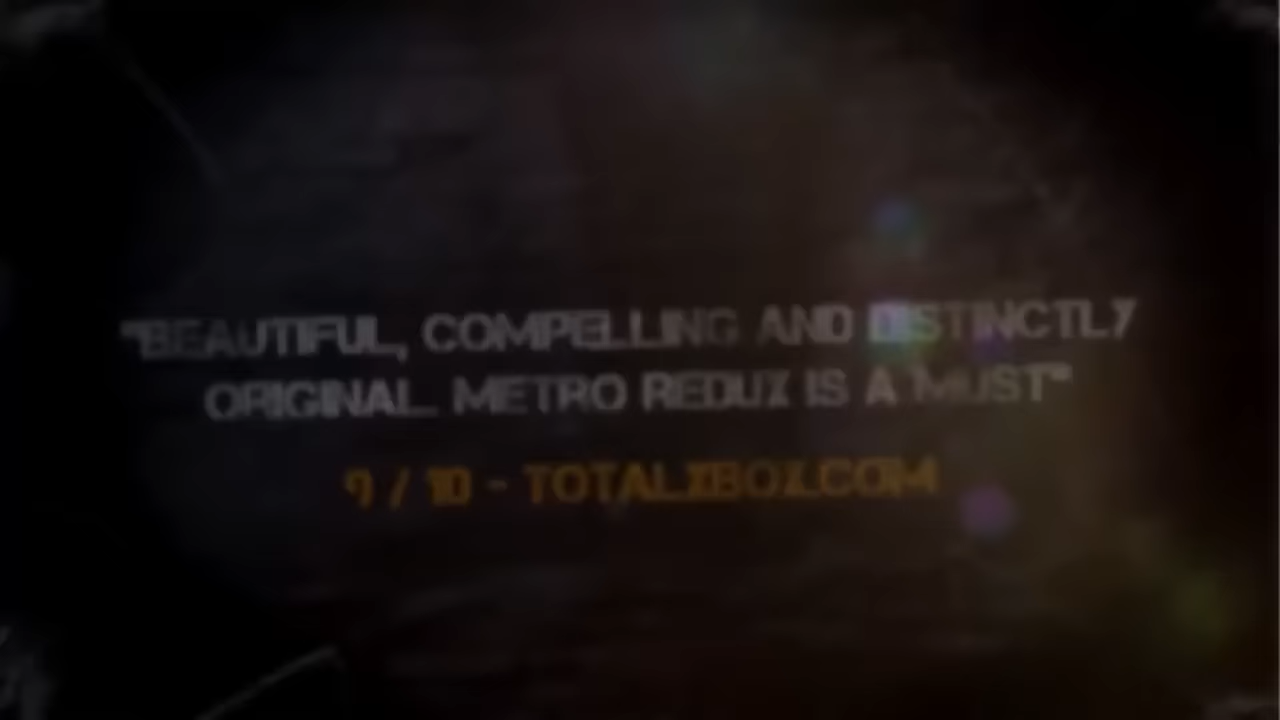 "BEAUTIFUL, COMPELLING AND DISTINCTLY
ORIGINAL. METRO REDUX IS A MUST"
9 / 10 - TOTALXBOX.COM